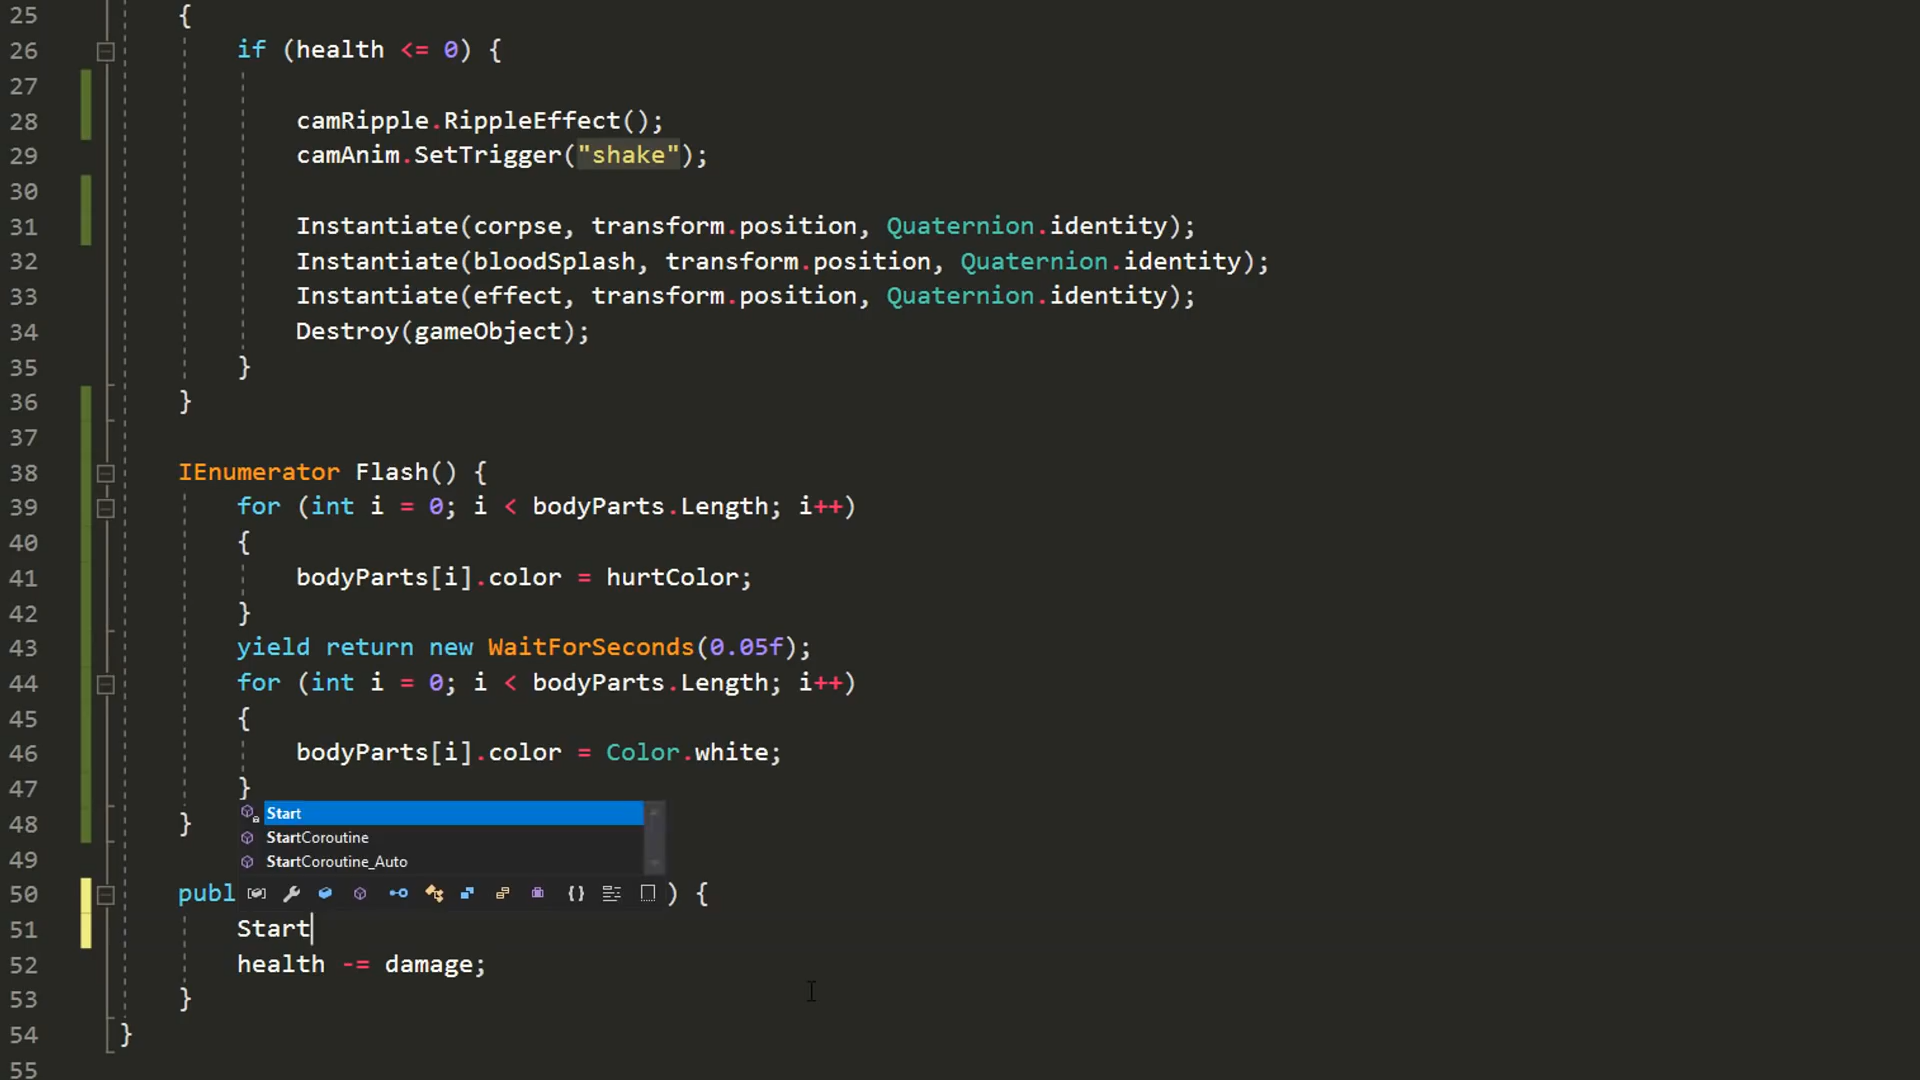 25 {
26 if (health <= 0) {
27
28 camRipple.RippleEffect();
29 camAnim.SetTrigger("shake");
30
31 Instantiate(corpse, transform.position, Quaternion.identity);
32 Instantiate(bloodSplash, transform.position, Quaternion.identity);
33 Instantiate(effect, transform.position, Quaternion.identity);
34 Destroy(gameObject);
35 }
36 }
37
38 IEnumerator Flash() {
39 for (int i = 0; i < bodyParts.Length; i++)
40 {
41 bodyParts[i].color = hurtColor;
42 }
43 yield return new WaitForSeconds(0.05f);
44 for (int i = 0; i < bodyParts.Length; i++)
45 {
46 bodyParts[i].color = Color.white;
47 }
Start
48 }
StartCoroutine
StartCoroutine_Auto
49
50 publ {} ) {
51 Start
52 health -= damage;
53 }
54 }
55